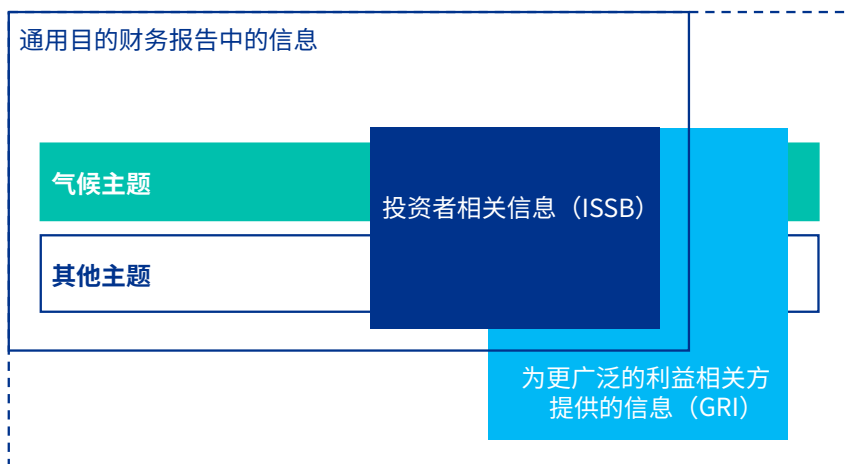 通用目的财务报告中的信息
气候主题
投资者相关信息（ISSB）
其他主题
为更广泛的利益相关方
提供的信息（GRI）